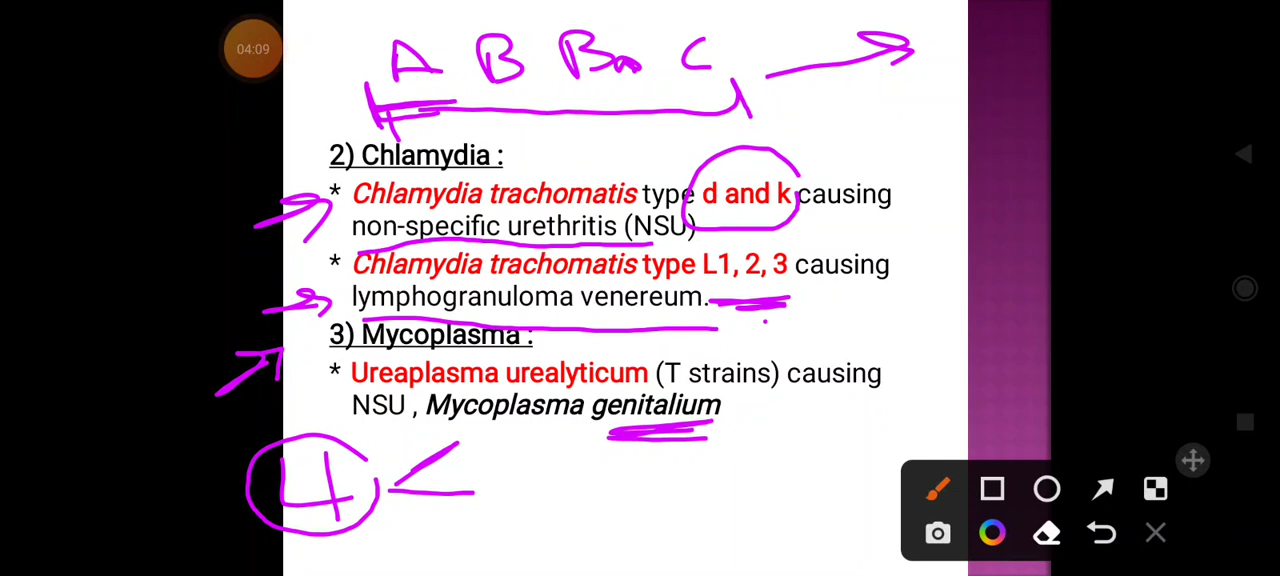 04:09
A B Ba C
2) Chlamydia :
* Chlamydia trachomatis type d and k causing
non-specific urethritis (NSU)
* Chlamydia trachomatis type L1, 2, 3 causing
lymphogranuloma venereum.
3) Mycoplasma :
* Ureaplasma urealyticum (T strains) causing
NSU , Mycoplasma genitalium
4